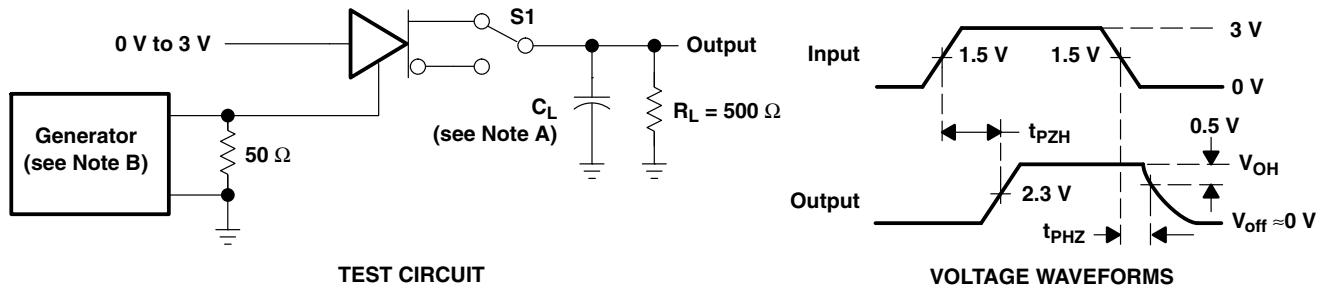 0 V to 3 V
S1
Output
Generator
(see Note B)
50 Ω
C_L
(see Note A)
R_L = 500 Ω
TEST CIRCUIT
Input
3 V
1.5 V
1.5 V
0 V
t_PZH
0.5 V
V_OH
Output
2.3 V
t_PHZ
V_off ≈0 V
VOLTAGE WAVEFORMS